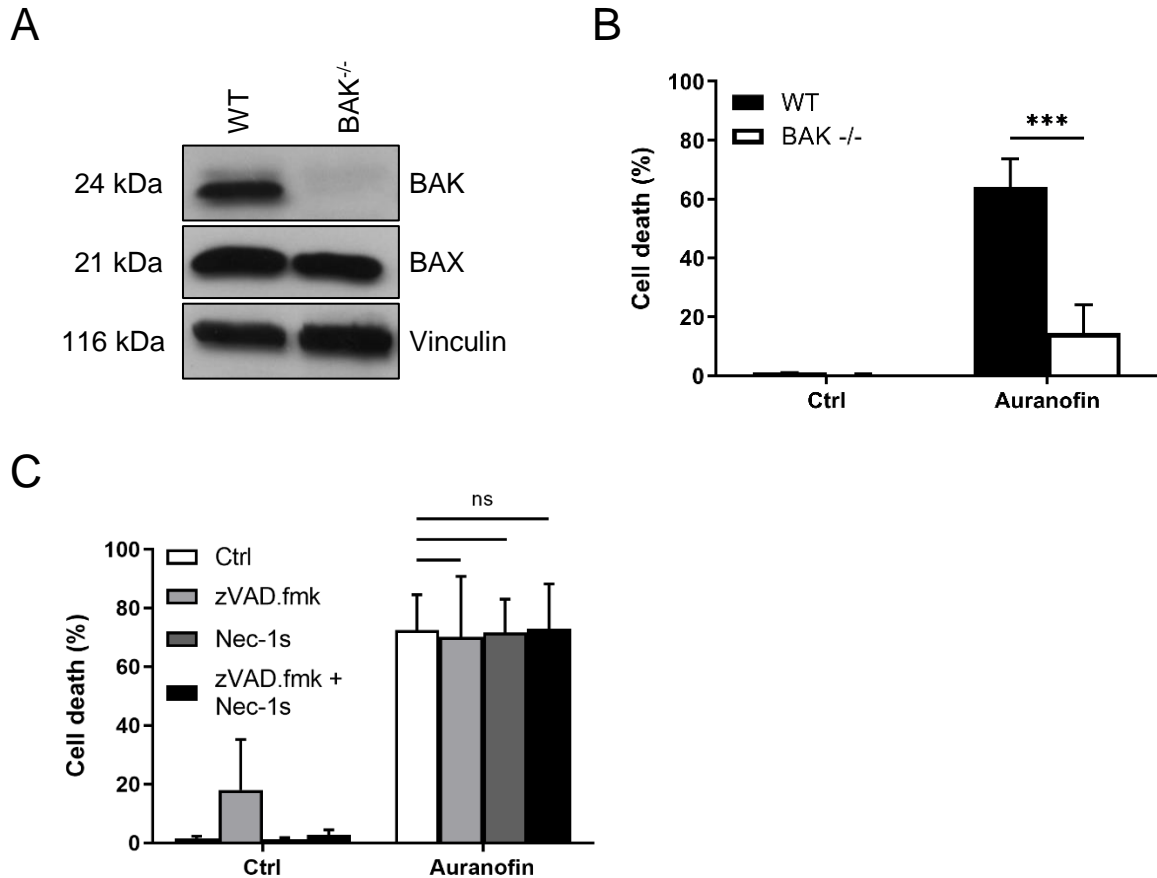 A
WT
BAK-/-
24 kDa
BAK
21 kDa
BAX
116 kDa
Vinculin
B
Cell death (%)
100
80
60
40
20
0
WT
BAK -/-
***
Ctrl
Auranofin
C
Cell death (%)
100
80
60
40
20
0
Ctrl
zVAD.fmk
Nec-1s
zVAD.fmk +
Nec-1s
ns
Ctrl
Auranofin